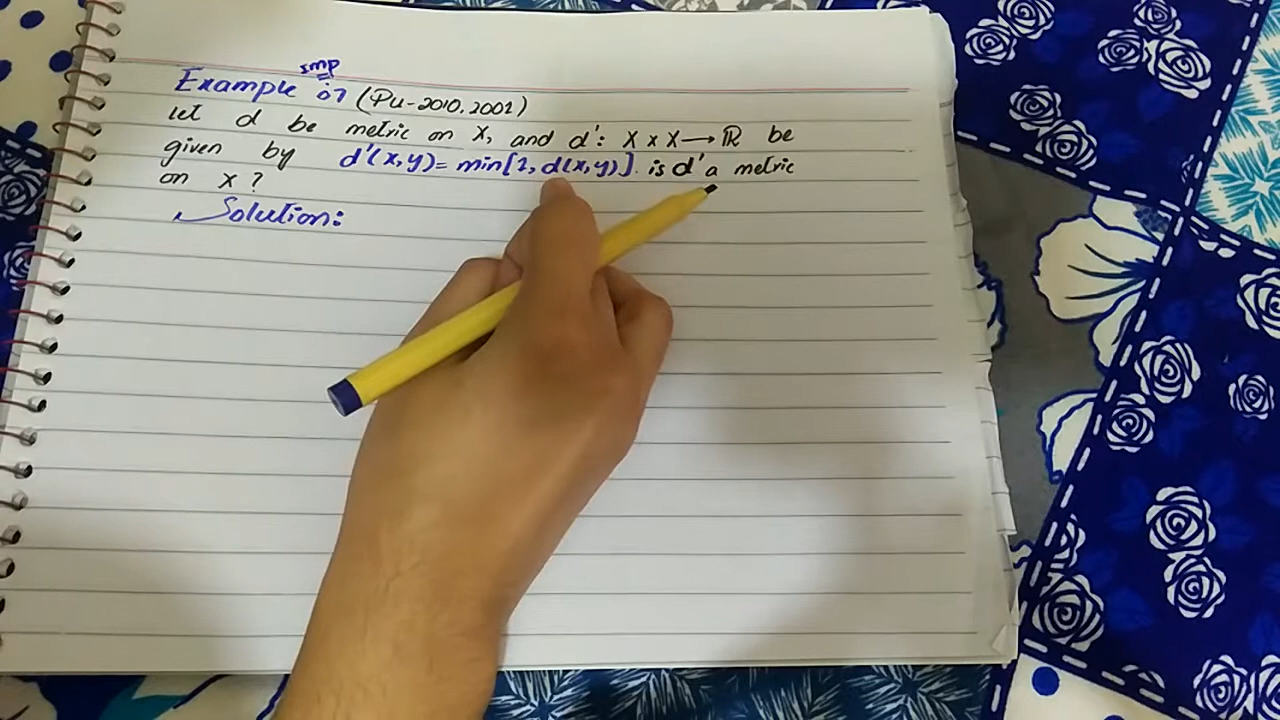 smp
Example 07 (Pu-2010, 2001)
let d be metric on X, and d': X x X → ℝ be
given by d'(x,y)= min[1, d(x,y)]. is d' a metric
on X ?
Solution: